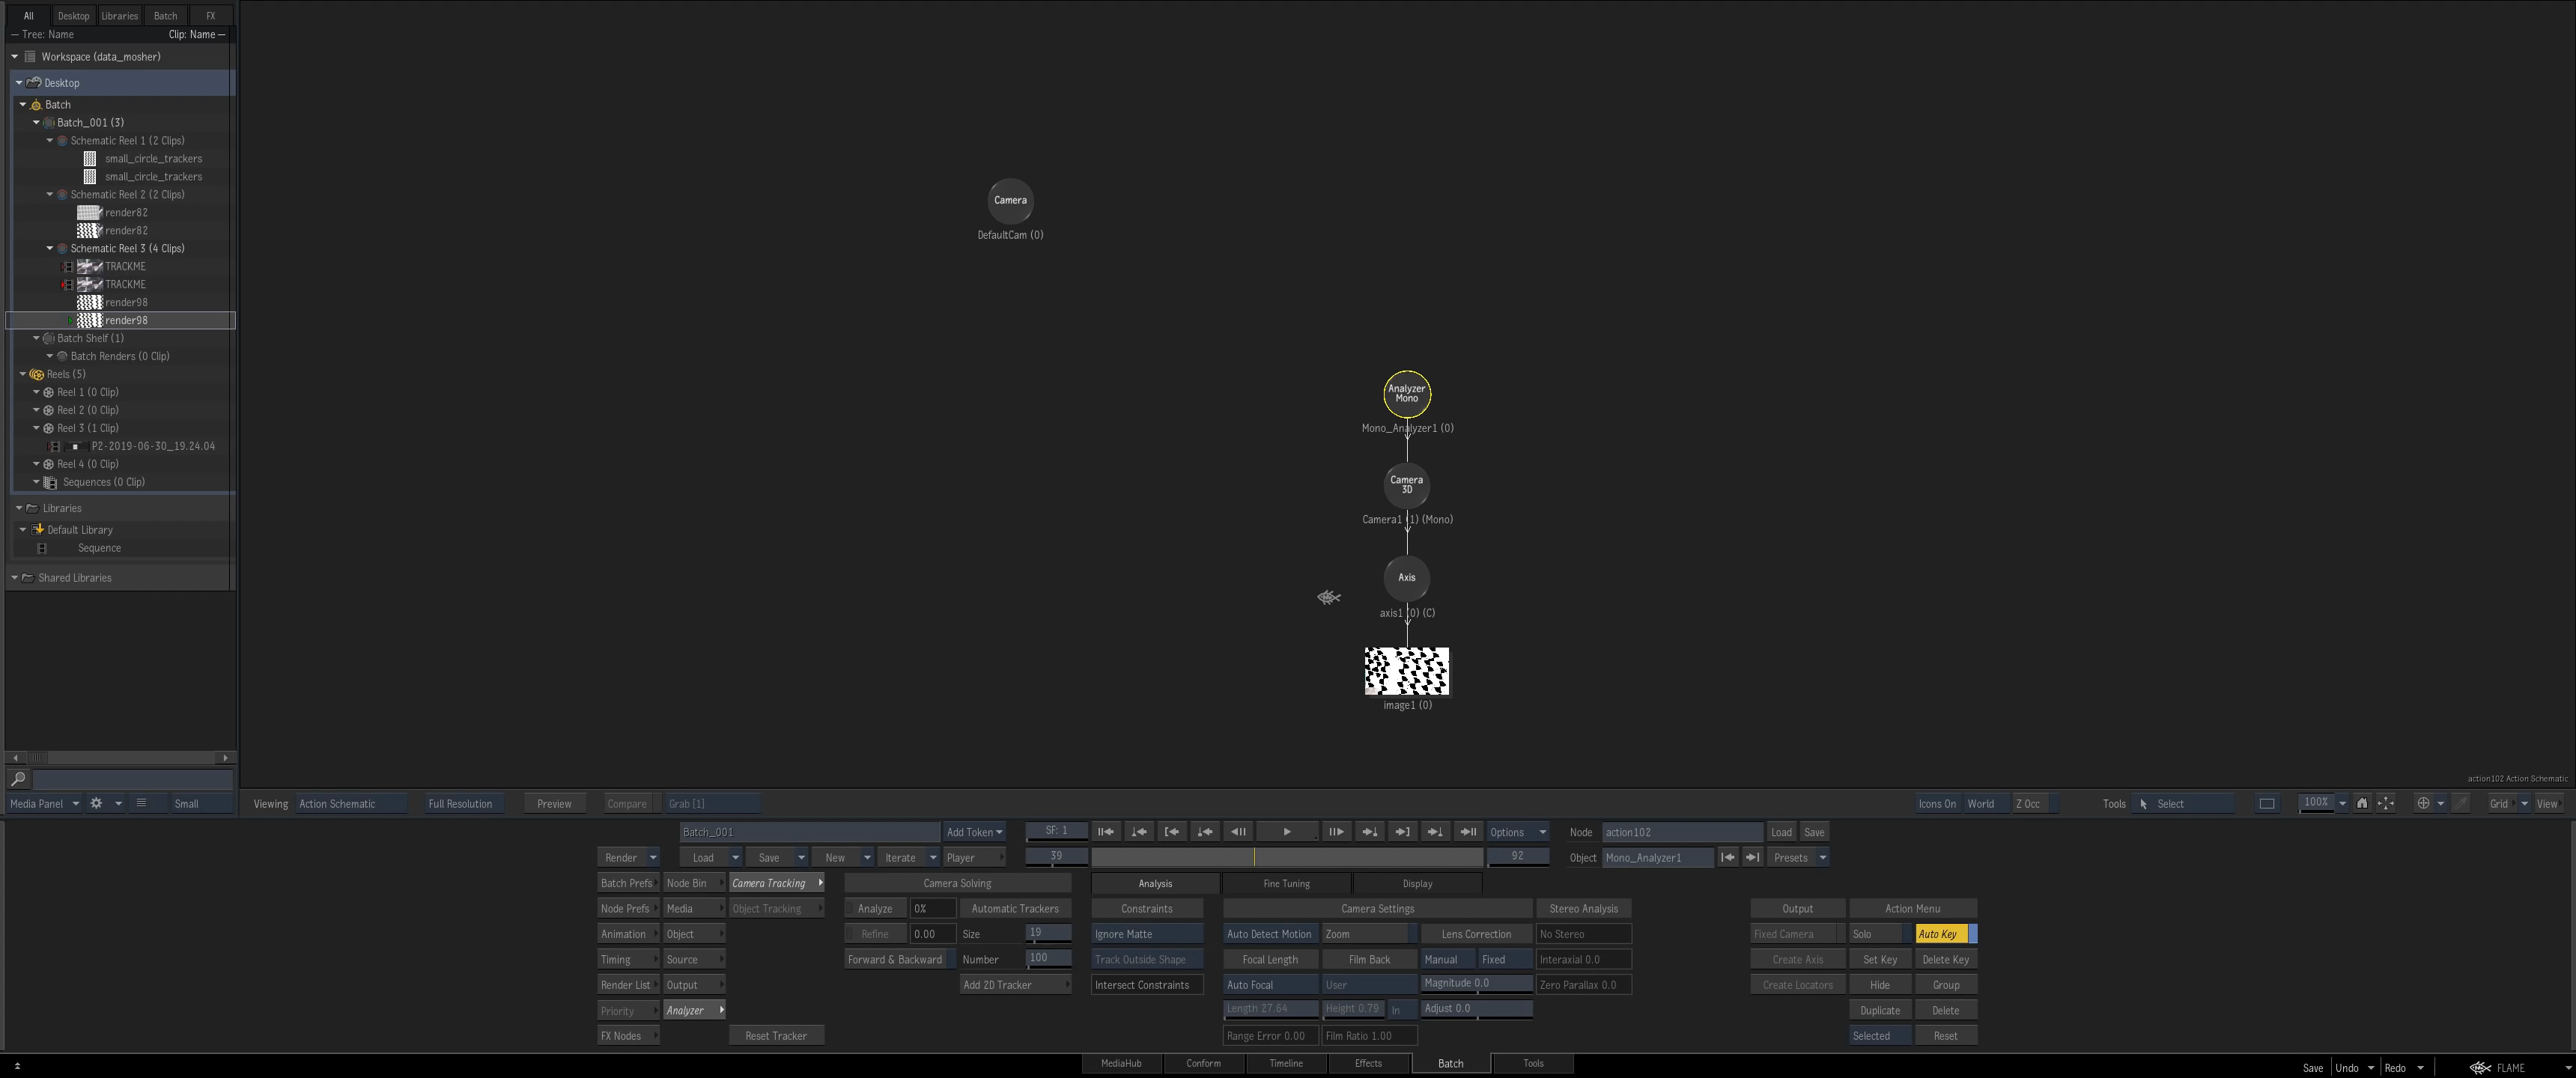 All Desktop Libraries Batch FX
Tree: Name Clip: Name
Workspace (data_mosher)
Desktop
Batch
Batch_001 (3)
Schematic Reel 1 (2 Clips)
small_circle_trackers
small_circle_trackers
Schematic Reel 2 (2 Clips)
render82
render82
Schematic Reel 3 (4 Clips)
TRACKME
TRACKME
render98
render98
Batch Shelf (1)
Batch Renders (0 Clip)
Reels (5)
Reel 1 (0 Clip)
Reel 2 (0 Clip)
Reel 3 (1 Clip)
P2-2019-06-30_19.24.04
Reel 4 (0 Clip)
Sequences (0 Clip)
Libraries
Default Library
Sequence
Shared Libraries
Camera
DefaultCam (0)
Analyzer
Mono
Mono_Analyzer1 (0)
Camera
3D
Camera1 (1) (Mono)
Axis
axis1 (0) (C)
image1 (0)
action102 Action Schematic
Media Panel Small Viewing Action Schematic Full Resolution Preview Compare Grab [1] Icons On World Z Occ Tools Select 100% Grid View
Batch_001 Add Token SF: 1 Options Node action102 Load Save
Render Load Save New Iterate Player 39 92 Object Mono_Analyzer1 Presets
Batch Prefs Node Bin Camera Tracking Camera Solving Analysis Fine Tuning Display
Node Prefs Media Object Tracking Analyze 0% Automatic Trackers Constraints Camera Settings Stereo Analysis Output Action Menu
Animation Object Refine 0.00 Size 19 Ignore Matte Auto Detect Motion Zoom Lens Correction No Stereo Fixed Camera Solo Auto Key
Timing Source Forward & Backward Number 100 Track Outside Shape Focal Length Film Back Manual Fixed Interaxial 0.0 Create Axis Set Key Delete Key
Render List Output Add 2D Tracker Intersect Constraints Auto Focal User Magnitude 0.0 Zero Parallax 0.0 Create Locators Hide Group
Priority Analyzer Length 27.64 Height 0.79 In Adjust 0.0 Duplicate Delete
FX Nodes Reset Tracker Range Error 0.00 Film Ratio 1.00 Selected Reset
MediaHub Conform Timeline Effects Batch Tools Save Undo Redo FLAME